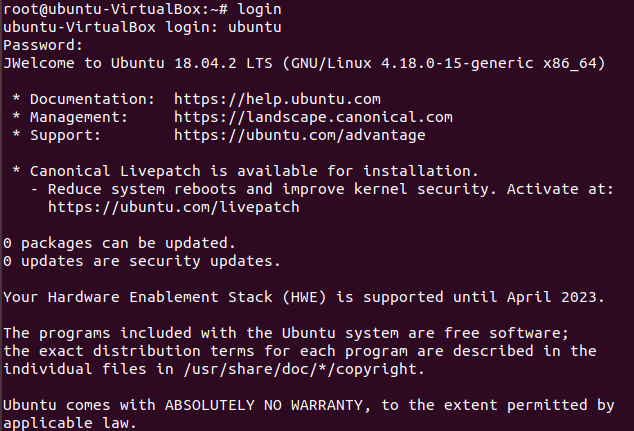 root@ubuntu-VirtualBox:~# login
ubuntu-VirtualBox login: ubuntu
Password:
JWelcome to Ubuntu 18.04.2 LTS (GNU/Linux 4.18.0-15-generic x86_64)
* Documentation:  https://help.ubuntu.com
* Management:     https://landscape.canonical.com
* Support:        https://ubuntu.com/advantage
* Canonical Livepatch is available for installation.
- Reduce system reboots and improve kernel security. Activate at:
https://ubuntu.com/livepatch
0 packages can be updated.
0 updates are security updates.
Your Hardware Enablement Stack (HWE) is supported until April 2023.
The programs included with the Ubuntu system are free software;
the exact distribution terms for each program are described in the
individual files in /usr/share/doc/*/copyright.
Ubuntu comes with ABSOLUTELY NO WARRANTY, to the extent permitted by
applicable law.